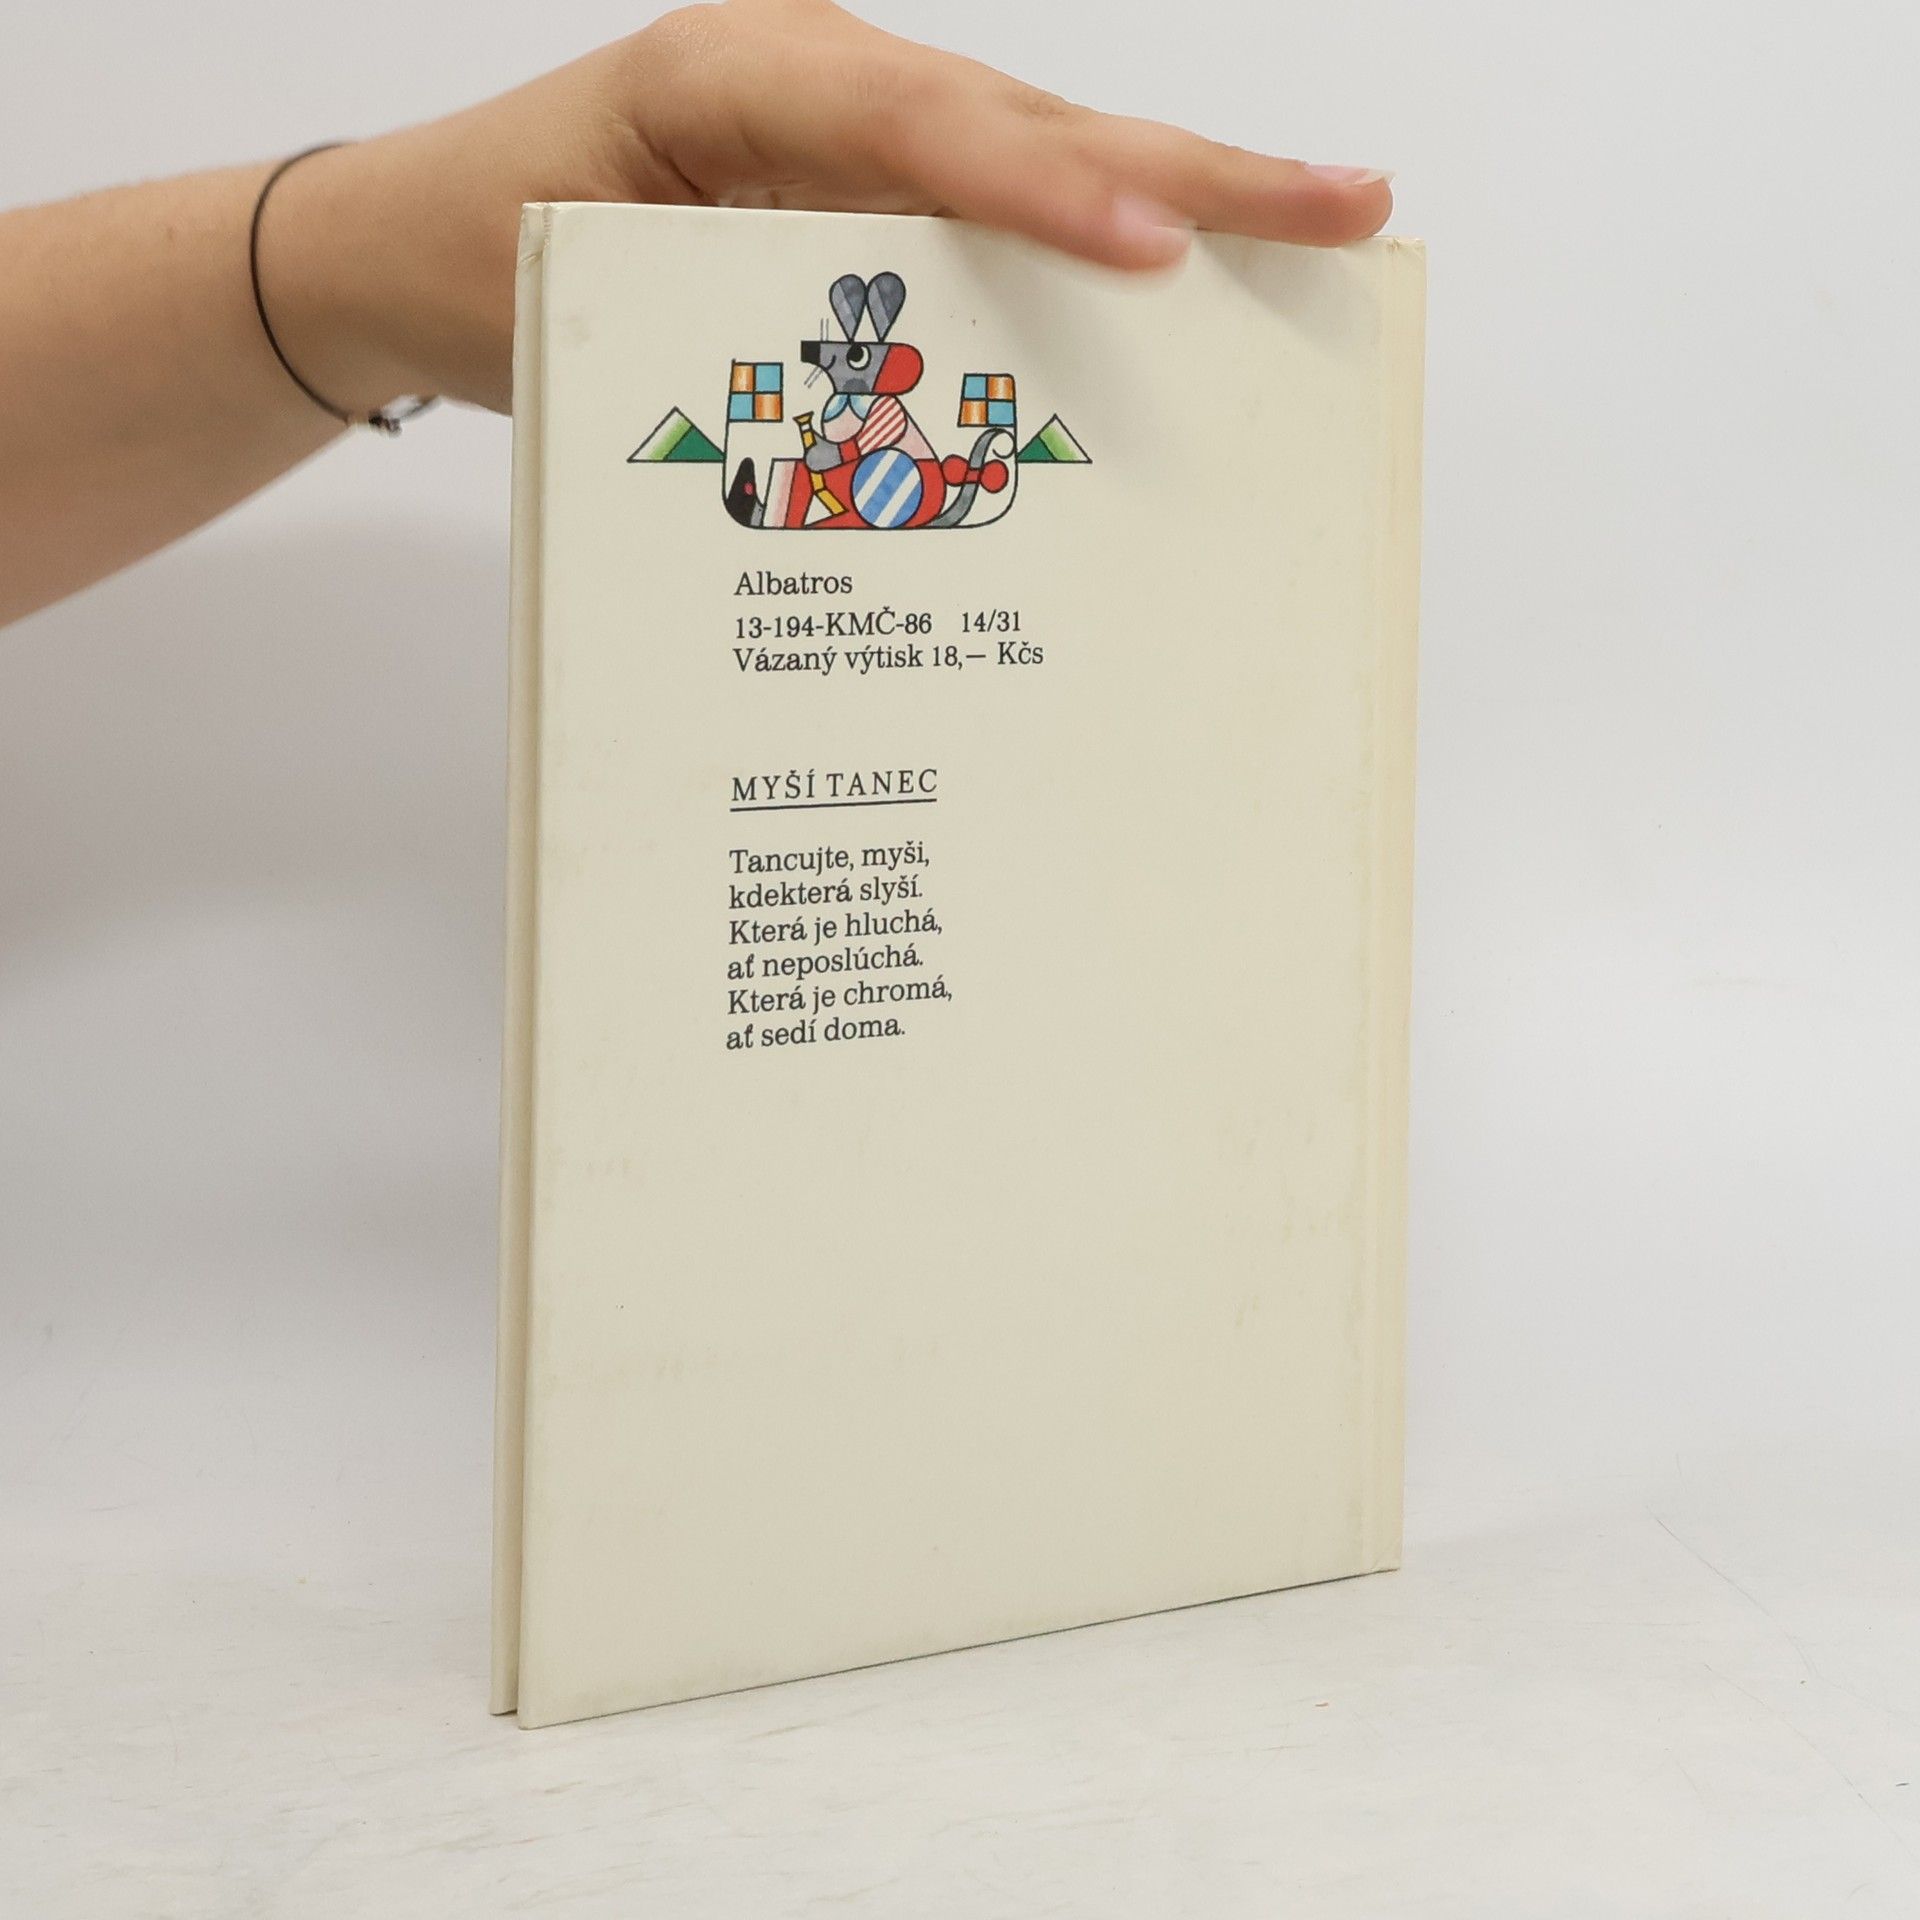 Albatros
13-194-KMČ-86 14/31
Vázaný výtisk 18,— Kčs
MYŠÍ TANEC
Tancujte, myši,
kdekterá slyší.
Která je hluchá,
ať neposlúchá.
Která je chromá,
ať sedí doma.